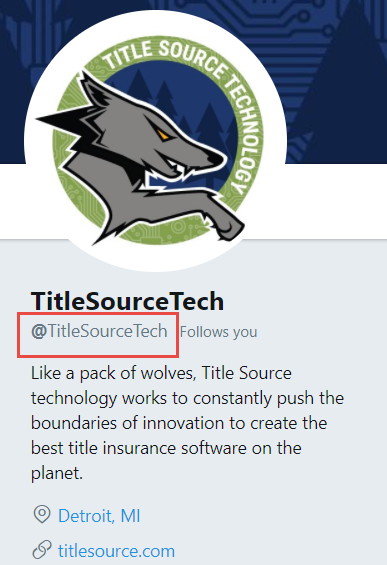 TITLE SOURCE TECHNOLOGY
TitleSourceTech
@TitleSourceTech Follows you
Like a pack of wolves, Title Source
technology works to constantly push the
boundaries of innovation to create the
best title insurance software on the
planet.
Detroit, MI
titlesource.com